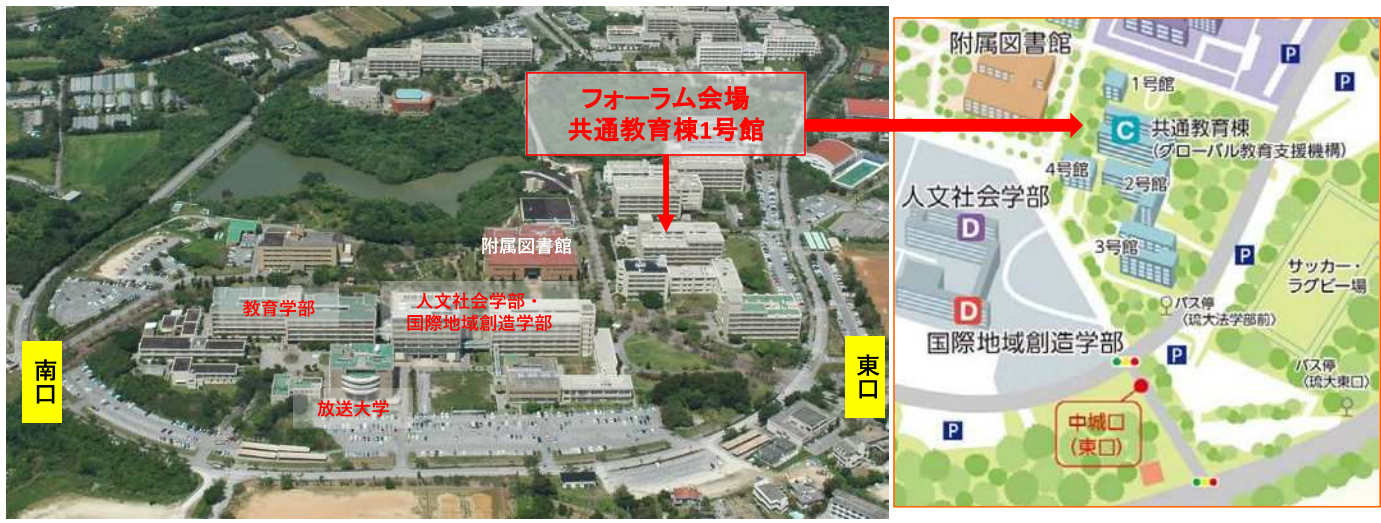 フォーラム会場
共通教育棟1号館
附属図書館
教育学部
人文社会学部・
国際地域創造学部
放送大学
南口
東口
附属図書館
P
P
1号館
C
共通教育棟
(グローバル教育支援機構)
4号館
2号館
人文社会学部
D
3号館
P
サッカー・
ラグビー場
D
バス停
(琉大法学部前)
国際地域創造学部
P
バス停
(琉大東口)
中城口
(東口)
P